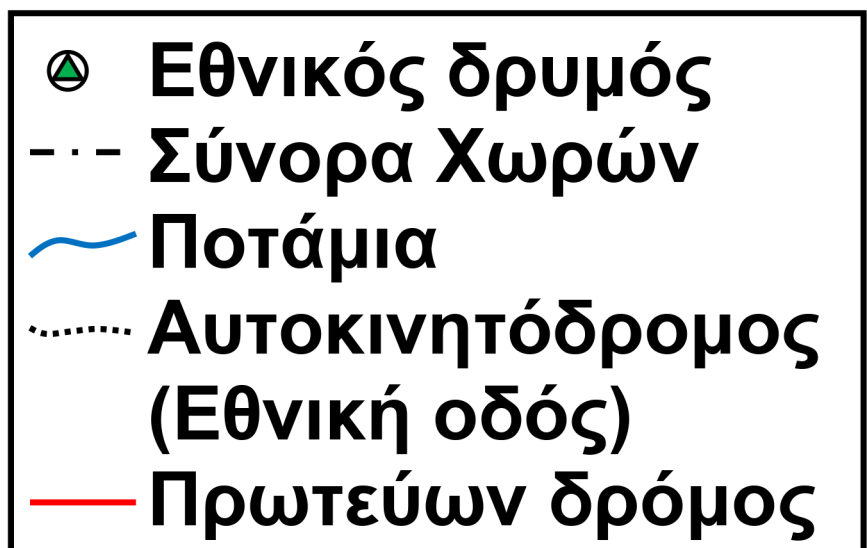 Εθνικός δρυμός
Σύνορα Χωρών
Ποτάμια
Αυτοκινητόδρομος
(Εθνική οδός)
Πρωτεύων δρόμος